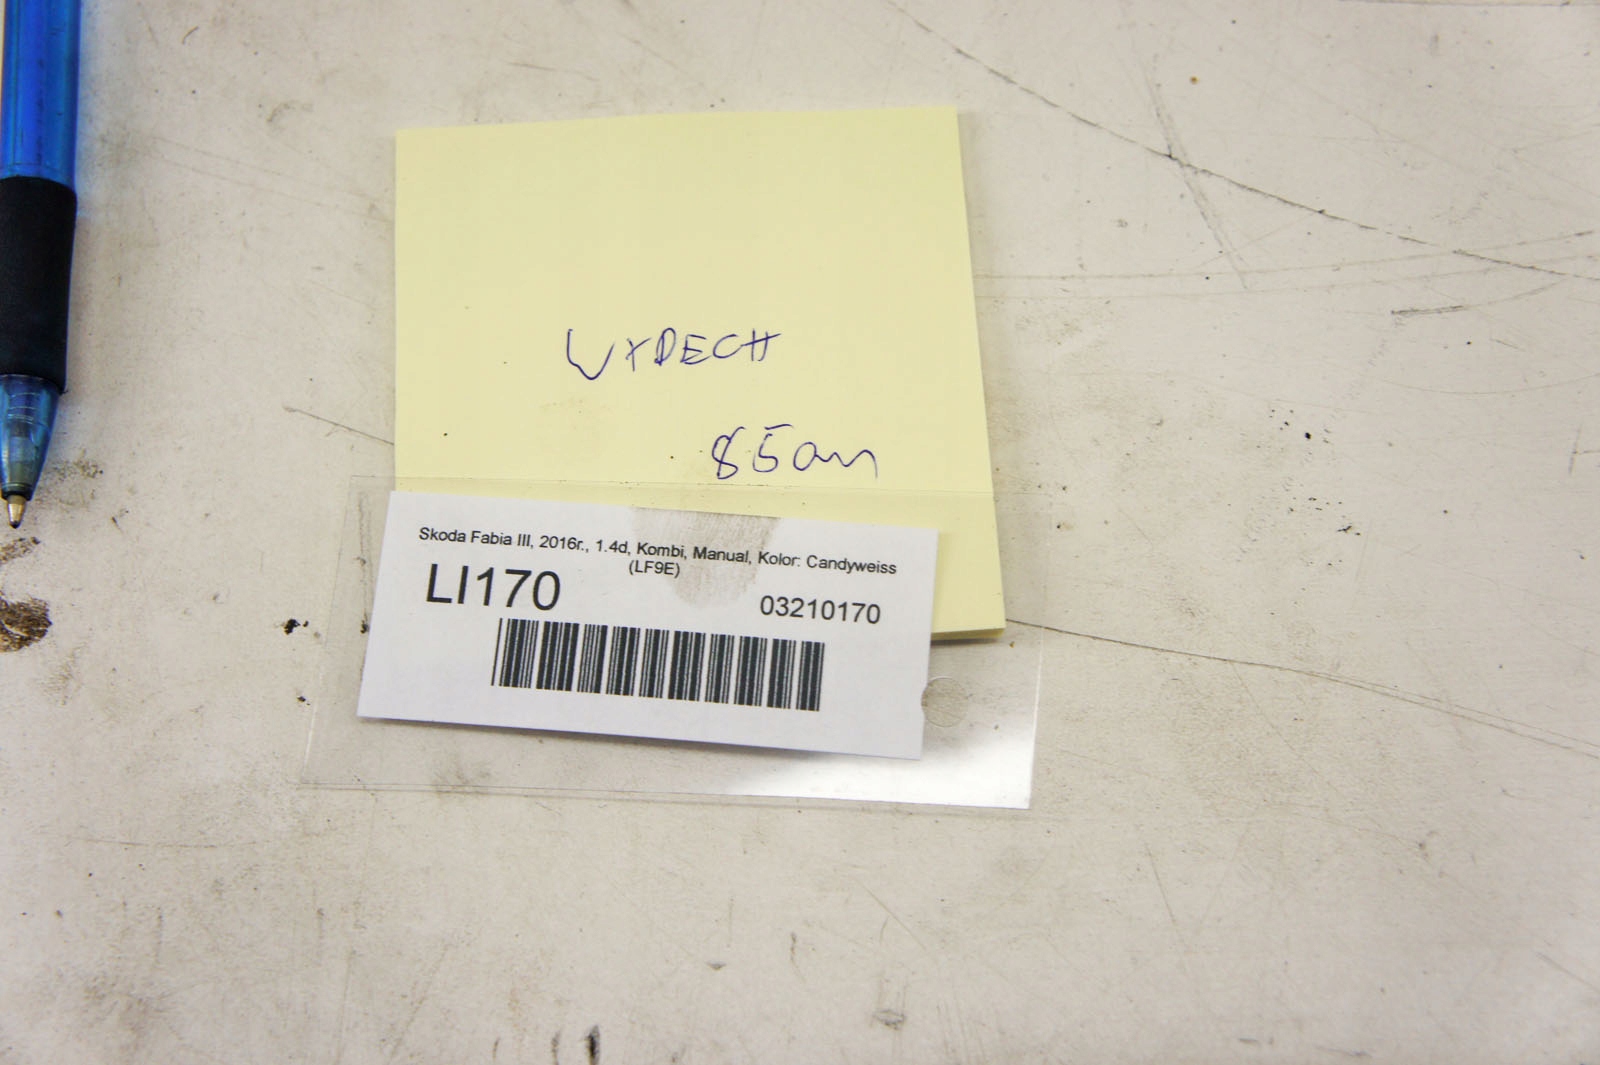 WYDECH
85cm
Skoda Fabia III, 2016r., 1.4d, Kombi, Manual, Kolor: Candyweiss
(LF9E)
LI170
03210170